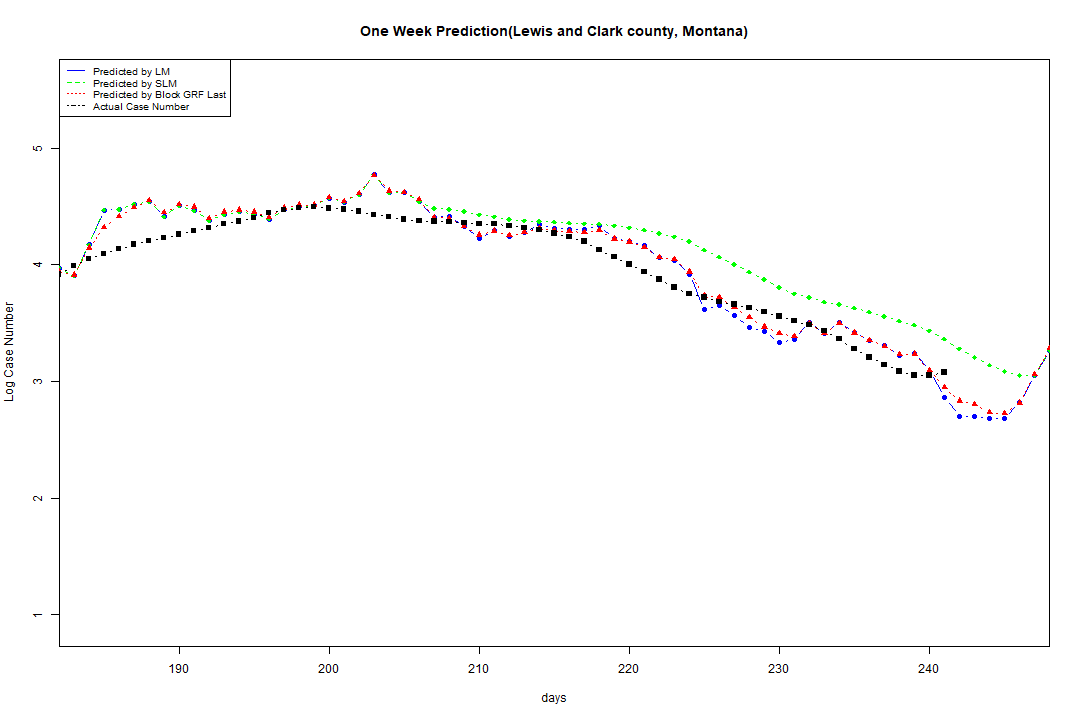 One Week Prediction(Lewis and Clark county, Montana)
Predicted by LM
Predicted by SLM
Predicted by Block GRF Last
Actual Case Number
5
4
3
2
1
Log Case Number
190 200 210 220 230 240
days